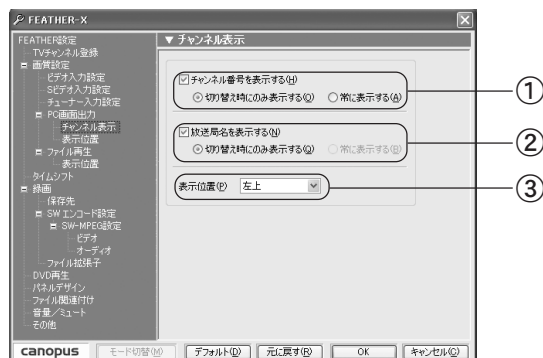 FEATHER-X
FEATHER設定
TVチャンネル登録
画質設定
ビデオ入力設定
Sビデオ入力設定
チューナー入力設定
PC画面出力
チャンネル表示
表示位置
ファイル再生
表示位置
タイムシフト
録画
保存先
SW エンコード設定
SW-MPEG設定
ビデオ
オーディオ
ファイル拡張子
DVD再生
パネルデザイン
ファイル関連付け
音量／ミュート
その他
▼ チャンネル表示
チャンネル番号を表示する(H)
切り替え時にのみ表示する(O) 常に表示する(A)
①
放送局名を表示する(N)
切り替え時にのみ表示する(Q) 常に表示する(B)
②
表示位置(P) 左上
③
canopus モード切替(M) デフォルト(D) 元に戻す(R) OK キャンセル(C)